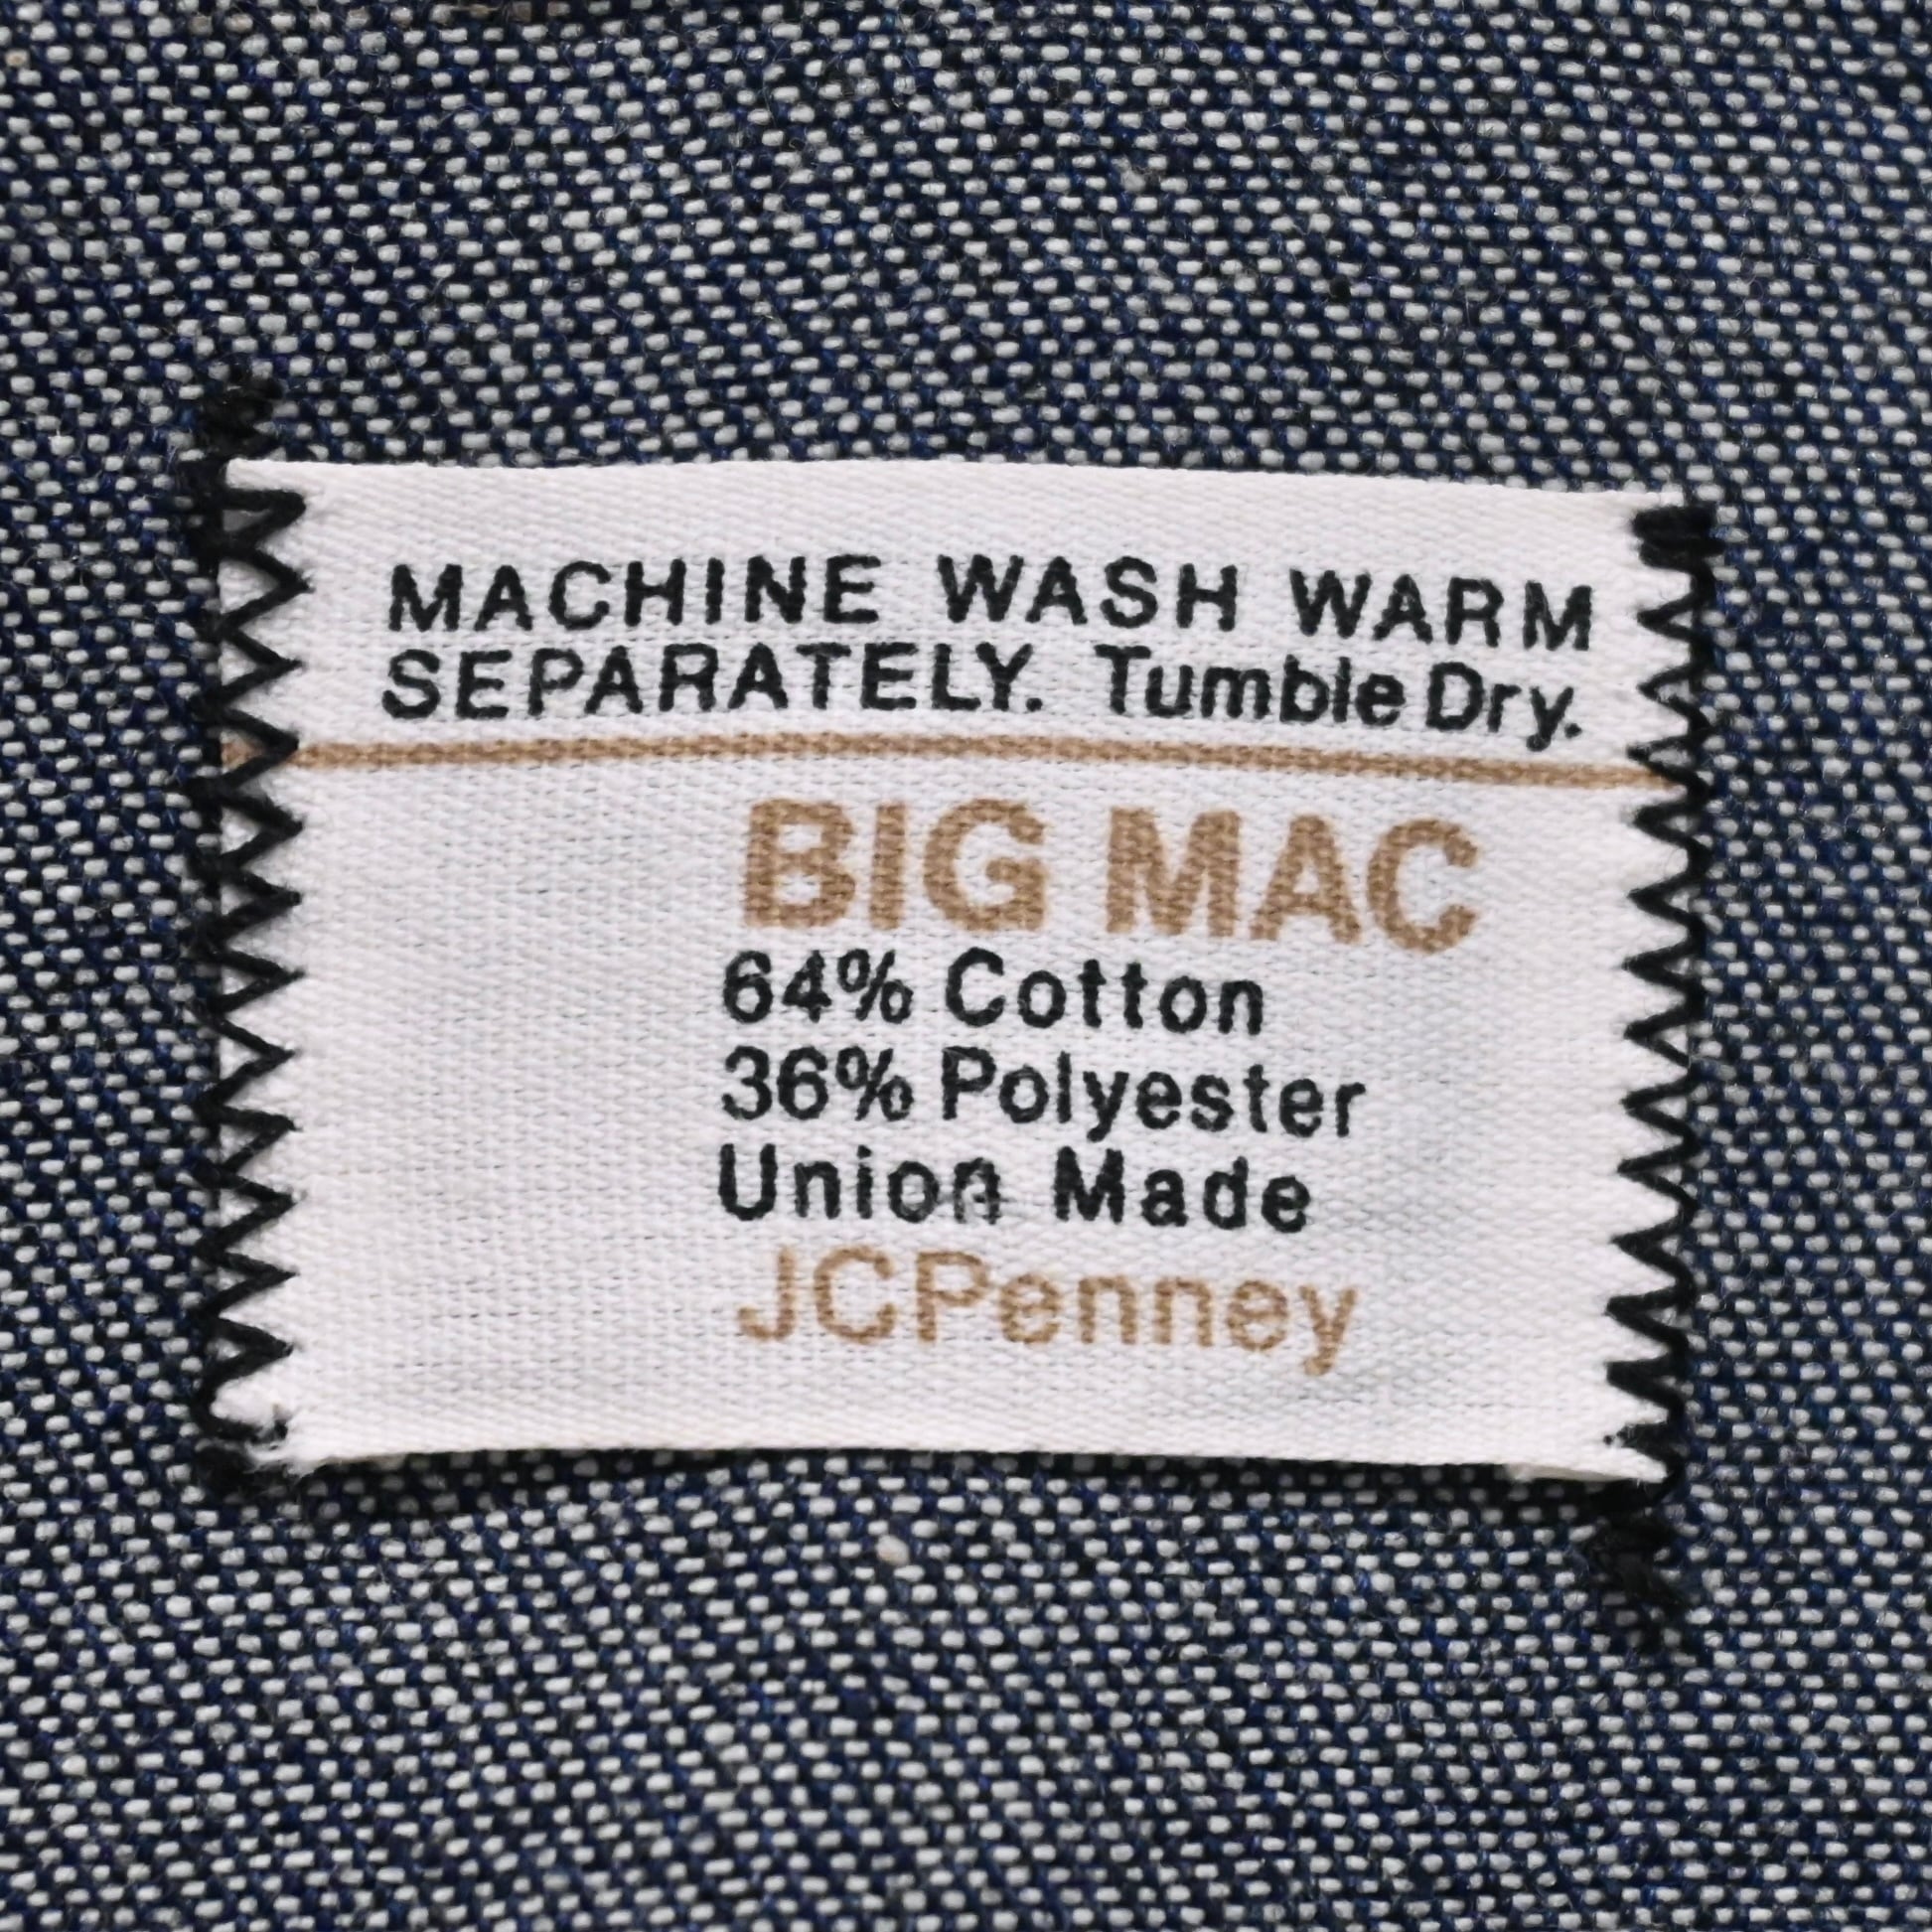 MACHINE WASH WARM
SEPARATELY. Tumble Dry.
BIG MAC
64% Cotton
36% Polyester
Union Made
JCPenney